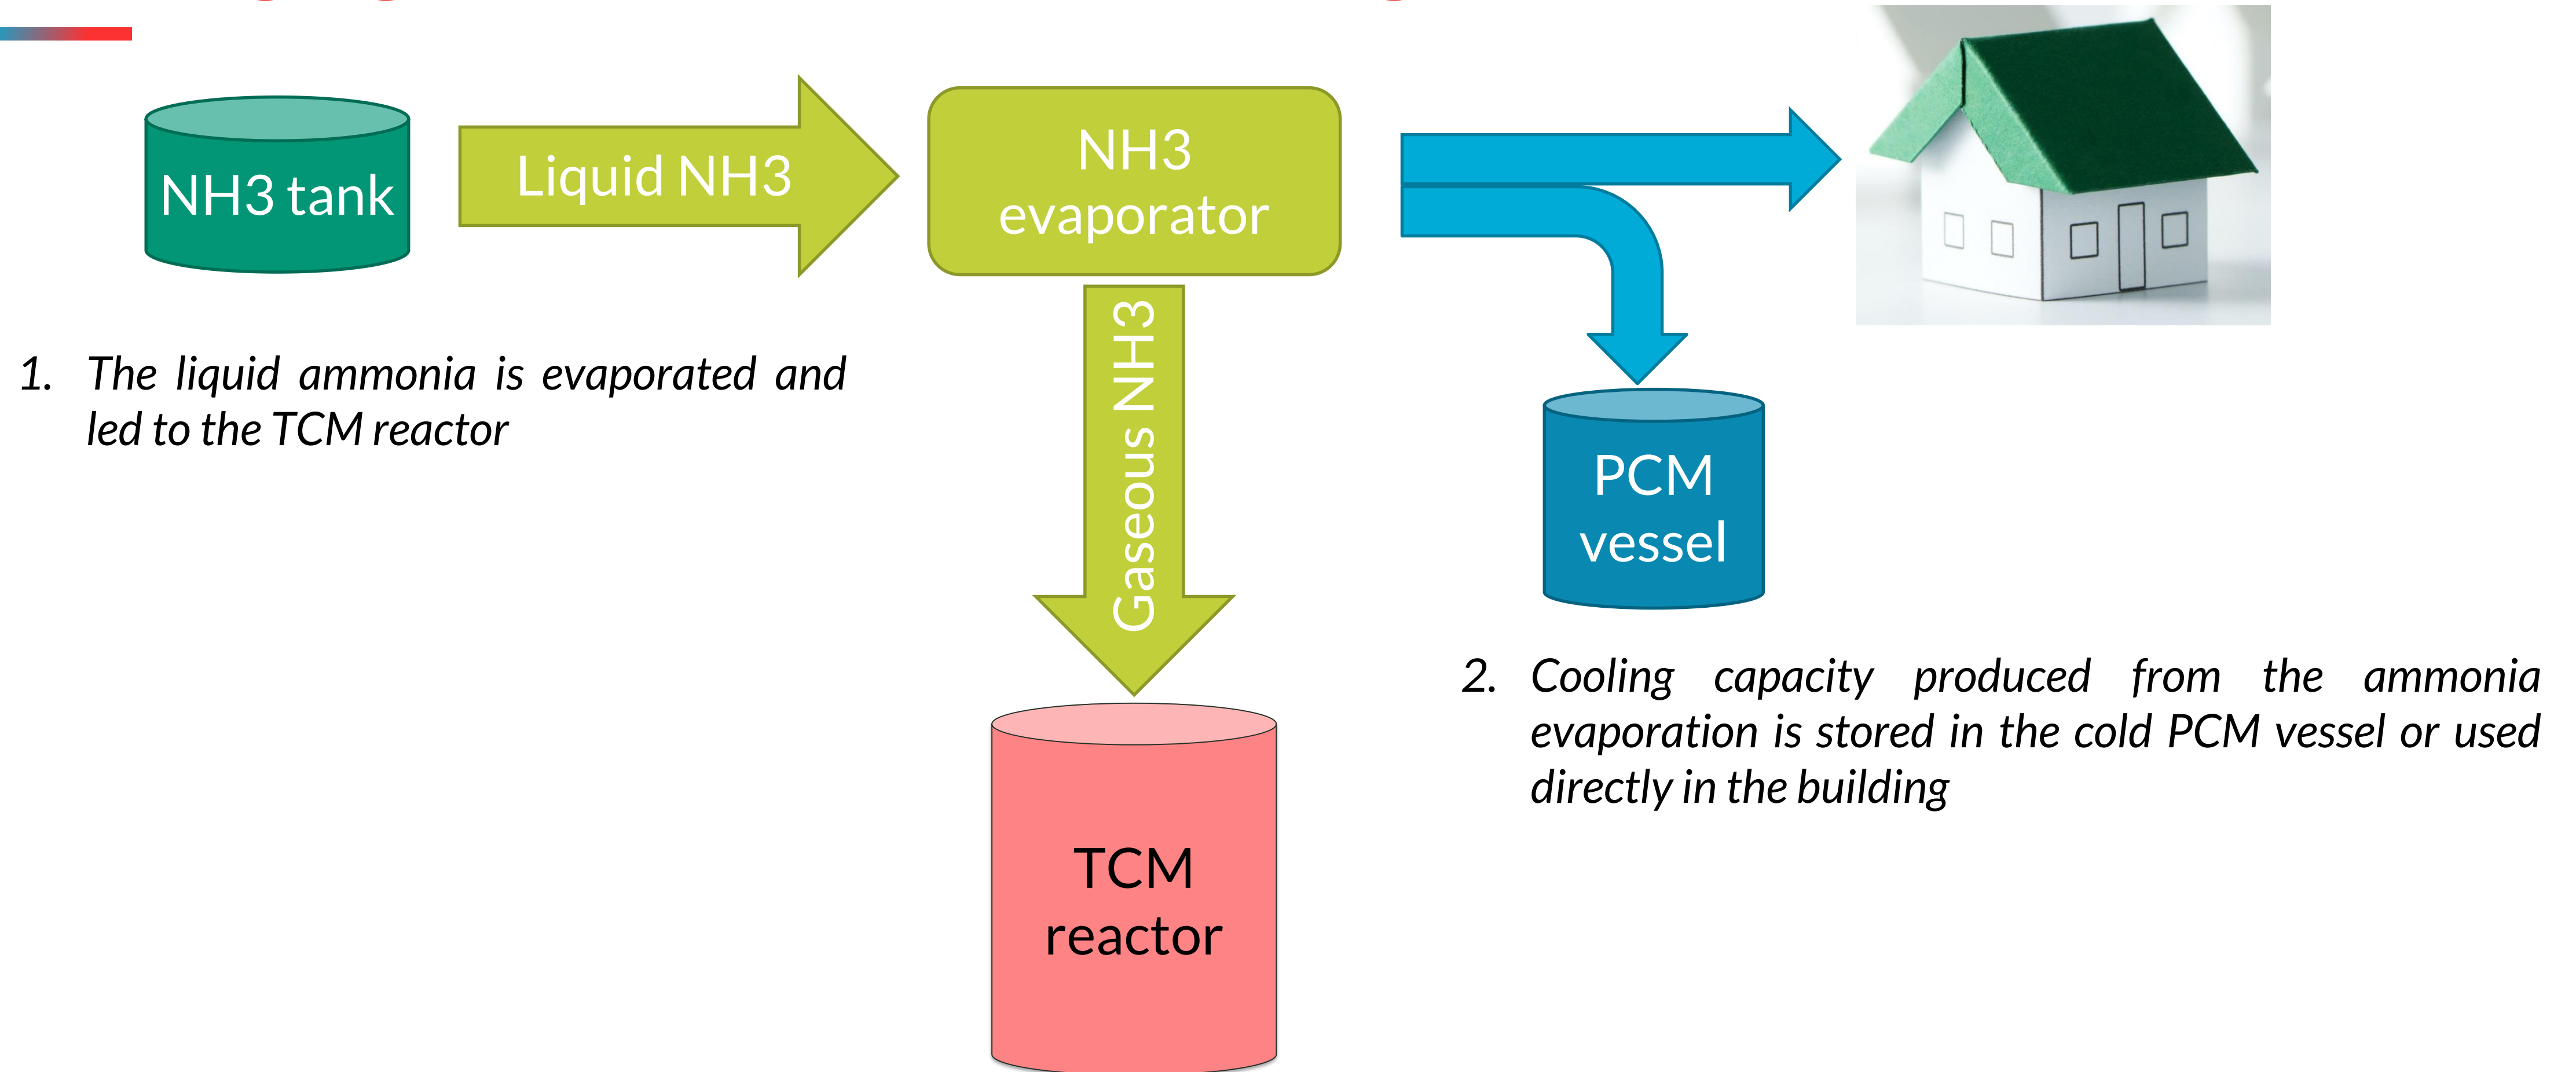 NH3 tank
Liquid NH3
NH3
evaporator
Gaseous NH3
1. The liquid ammonia is evaporated and
led to the TCM reactor
PCM
vessel
2. Cooling capacity produced from the ammonia
evaporation is stored in the cold PCM vessel or used
directly in the building
TCM
reactor